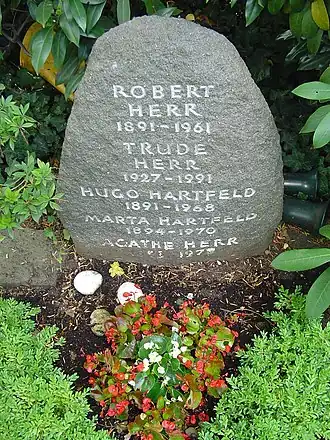 ROBERT
HERR
1891-1961
TRUDE
HERR
1927-1991
HUGO HARTFELD
1891-1968
MARTA HARTFELD
1894-1970
AGATHE HERR